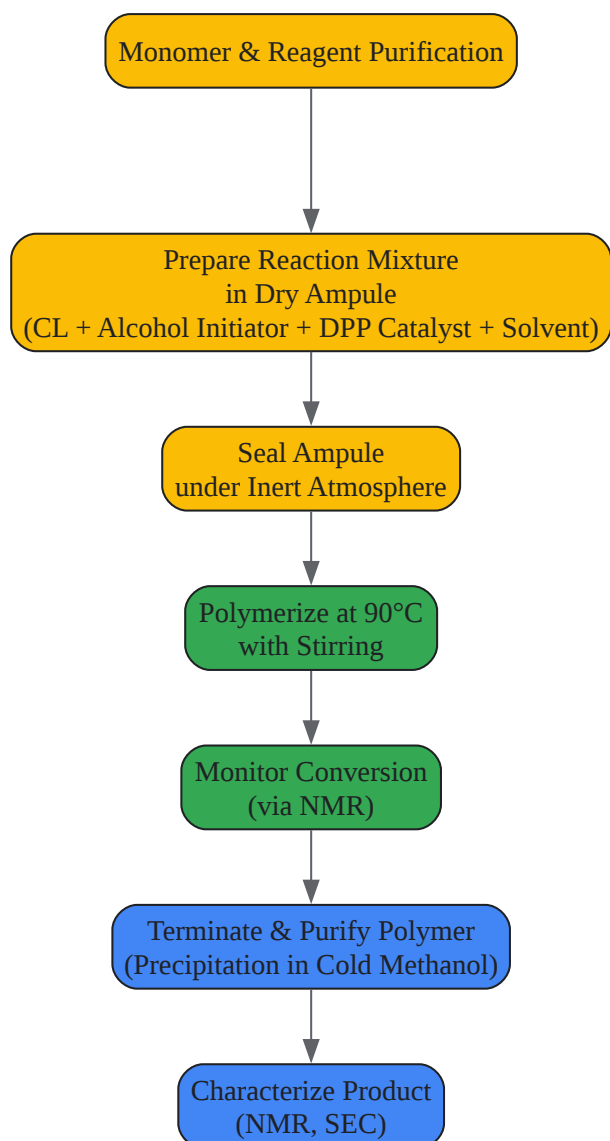 Monomer & Reagent Purification
Prepare Reaction Mixture
in Dry Ampule
(CL + Alcohol Initiator + DPP Catalyst + Solvent)
Seal Ampule
under Inert Atmosphere
Polymerize at 90°C
with Stirring
Monitor Conversion
(via NMR)
Terminate & Purify Polymer
(Precipitation in Cold Methanol)
Characterize Product
(NMR, SEC)